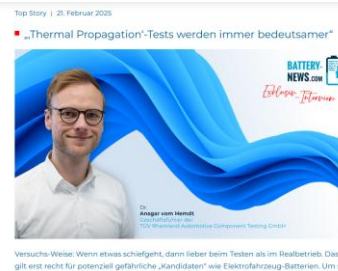 Top Story | 21. Februar 2025
„‚Thermal Propagation‘-Tests werden immer bedeutsamer“
BATTERY-
NEWS.COM
Exklusiv-Interview
Dr.
Ansgar vom Hemdt
Geschäftsführer der
TÜV Rheinland Automotive Component Testing GmbH
Versuchs-Weise: Wenn etwas schiefgeht, dann lieber beim Testen als im Realbetrieb. Das
gilt erst recht für potenziell gefährliche „Kandidaten“ wie Elektrofahrzeug-Batterien. Um